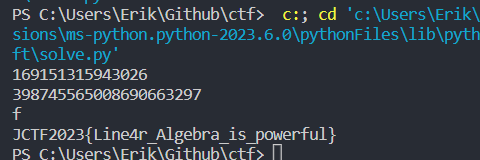 PS C:\Users\Erik\Github\ctf>  c:; cd 'c:\Users\Erik\
sions\ms-python.python-2023.6.0\pythonFiles\lib\pyth
ft\solve.py'
169151315943026
398745565008690663297
f
JCTF2023{Line4r_Algebra_is_powerful}
PS C:\Users\Erik\Github\ctf>